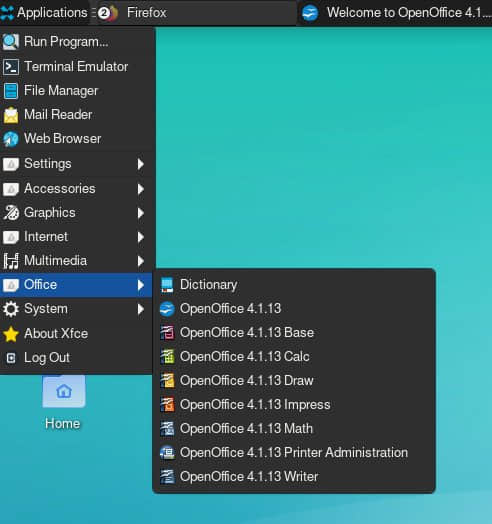 Applications
2 Firefox
Welcome to OpenOffice 4.1...
Run Program...
Terminal Emulator
File Manager
Mail Reader
Web Browser
Settings
Accessories
Graphics
Internet
Multimedia
Office
System
About Xfce
Log Out
Dictionary
OpenOffice 4.1.13
OpenOffice 4.1.13 Base
OpenOffice 4.1.13 Calc
OpenOffice 4.1.13 Draw
OpenOffice 4.1.13 Impress
OpenOffice 4.1.13 Math
OpenOffice 4.1.13 Printer Administration
OpenOffice 4.1.13 Writer
Home